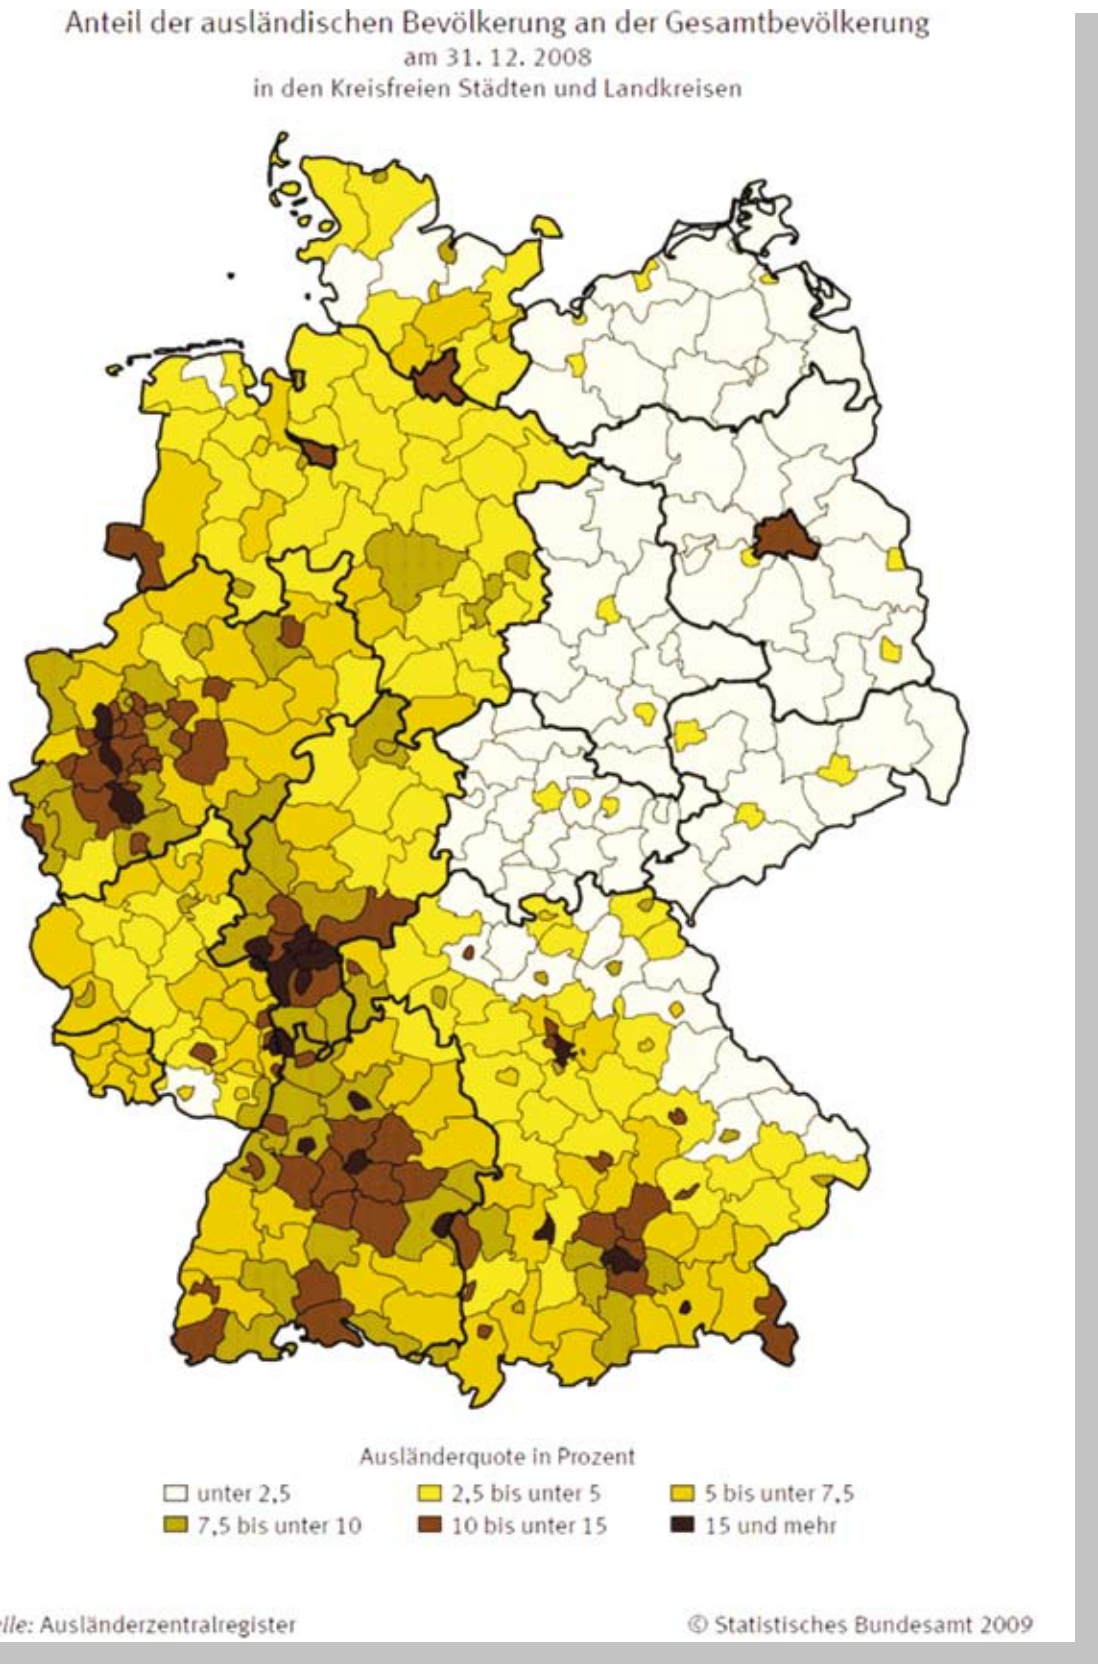 Anteil der ausländischen Bevölkerung an der Gesamtbevölkerung
am 31. 12. 2008
in den Kreisfreien Städten und Landkreisen
Ausländerquote in Prozent
unter 2,5
2,5 bis unter 5
5 bis unter 7,5
7,5 bis unter 10
10 bis unter 15
15 und mehr
elle: Ausländerzentralregister
© Statistisches Bundesamt 2009